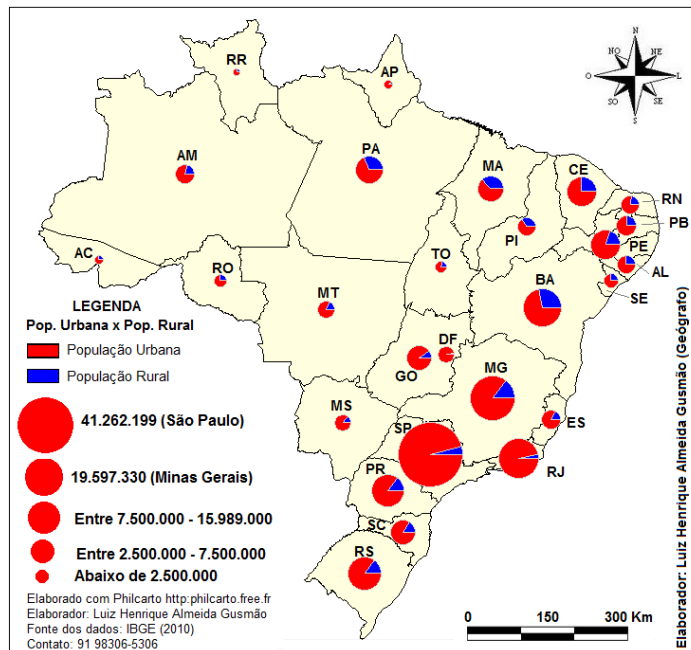 N
NO
NE
O
L
SO
SE
S
RR
AP
AM
PA
MA
CE
RN
PB
PI
PE
AC
TO
AL
RO
BA
SE
MT
DF
GO
MG
MS
ES
SP
RJ
PR
SC
RS
LEGENDA
Pop. Urbana x Pop. Rural
População Urbana
População Rural
41.262.199 (São Paulo)
19.597.330 (Minas Gerais)
Entre 7.500.000 - 15.989.000
Entre 2.500.000 - 7.500.000
Abaixo de 2.500.000
Elaborado com Philcarto http:philcarto.free.fr
Elaborador: Luiz Henrique Almeida Gusmão
Fonte dos dados: IBGE (2010)
Contato: 91 98306-5306
0 150 300 Km
Elaborador: Luiz Henrique Almeida Gusmão (Geógrafo)